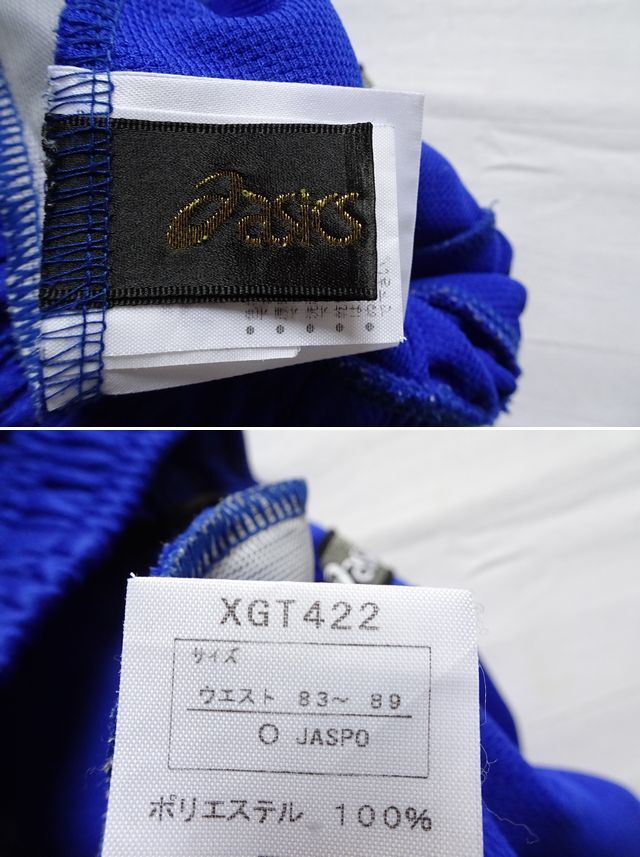 asics
XGT422
サイズ
ウエスト 83～ 89
O JASPO
ポリエステル 100%